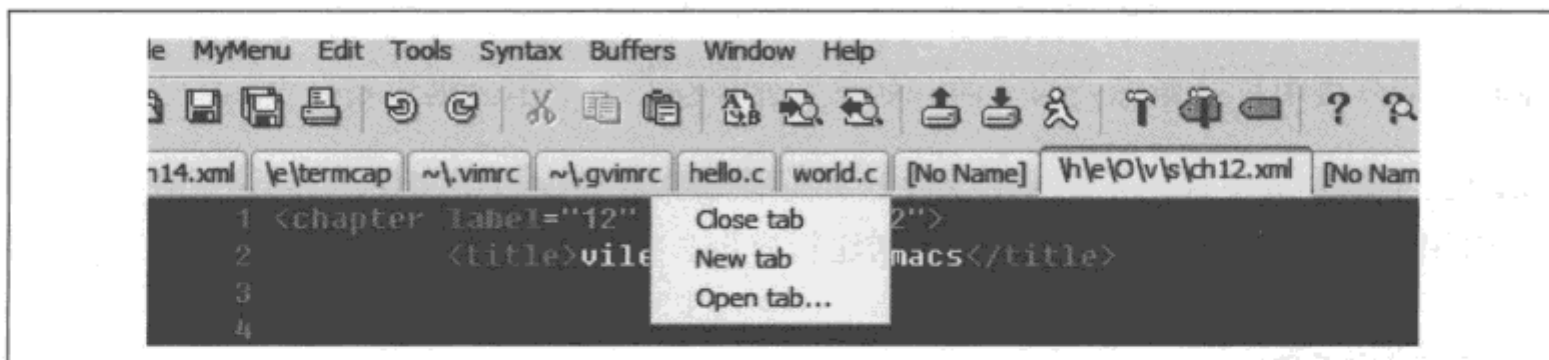 le MyMenu Edit Tools Syntax Buffers Window Help
n14.xml \e\termcap ~\.vimrc ~\.gvimrc hello.c world.c [No Name] \h\e\O\v\s\ch12.xml [No Nam
1 <chapter label="12" 2">
2 <title>vile macs</title>
3
4
Close tab
New tab
Open tab...